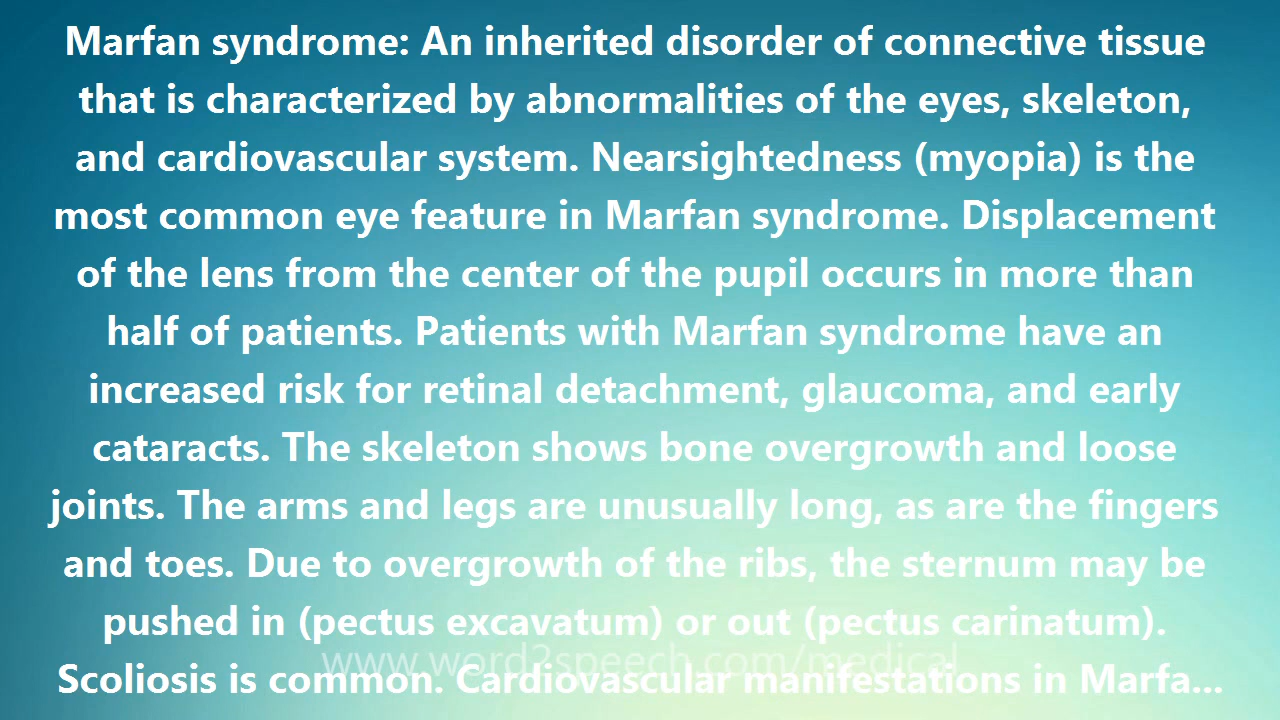 Marfan syndrome: An inherited disorder of connective tissue
that is characterized by abnormalities of the eyes, skeleton,
and cardiovascular system. Nearsightedness (myopia) is the
most common eye feature in Marfan syndrome. Displacement
of the lens from the center of the pupil occurs in more than
half of patients. Patients with Marfan syndrome have an
increased risk for retinal detachment, glaucoma, and early
cataracts. The skeleton shows bone overgrowth and loose
joints. The arms and legs are unusually long, as are the fingers
and toes. Due to overgrowth of the ribs, the sternum may be
pushed in (pectus excavatum) or out (pectus carinatum).
www.word2speech.com/medical
Scoliosis is common. Cardiovascular manifestations in Marfa...